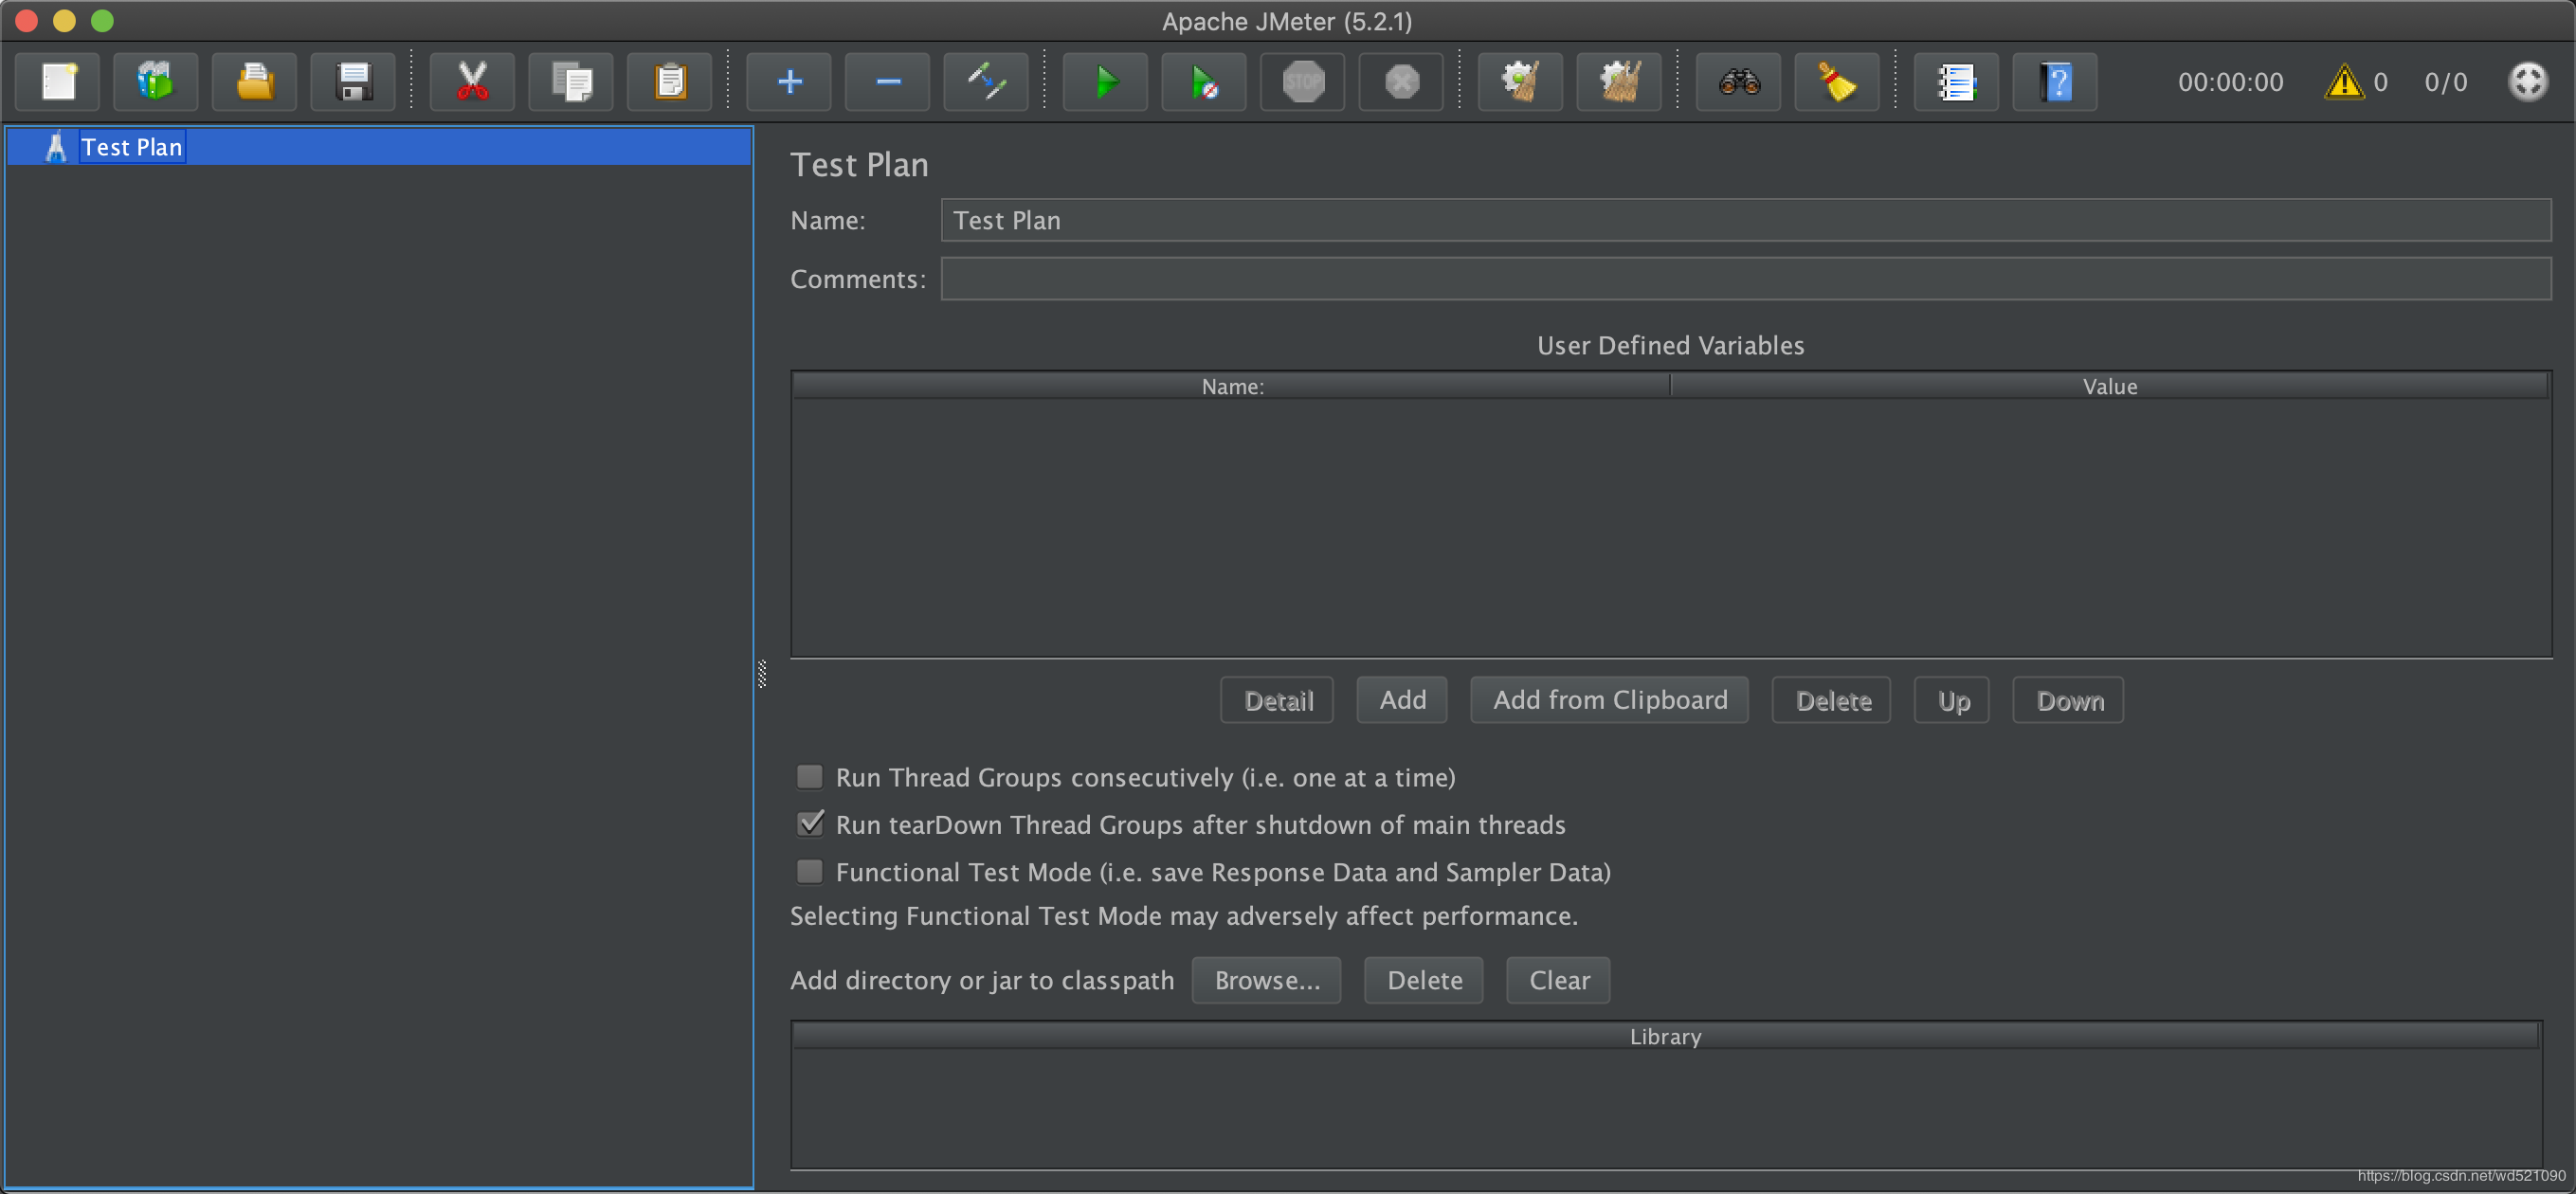 Apache JMeter (5.2.1)
STOP
00:00:00 0 0/0
Test Plan
Test Plan
Name: Test Plan
Comments:
User Defined Variables
Name: Value
Detail Add Add from Clipboard Delete Up Down
Run Thread Groups consecutively (i.e. one at a time)
Run tearDown Thread Groups after shutdown of main threads
Functional Test Mode (i.e. save Response Data and Sampler Data)
Selecting Functional Test Mode may adversely affect performance.
Add directory or jar to classpath Browse... Delete Clear
Library
https://blog.csdn.net/wd521090